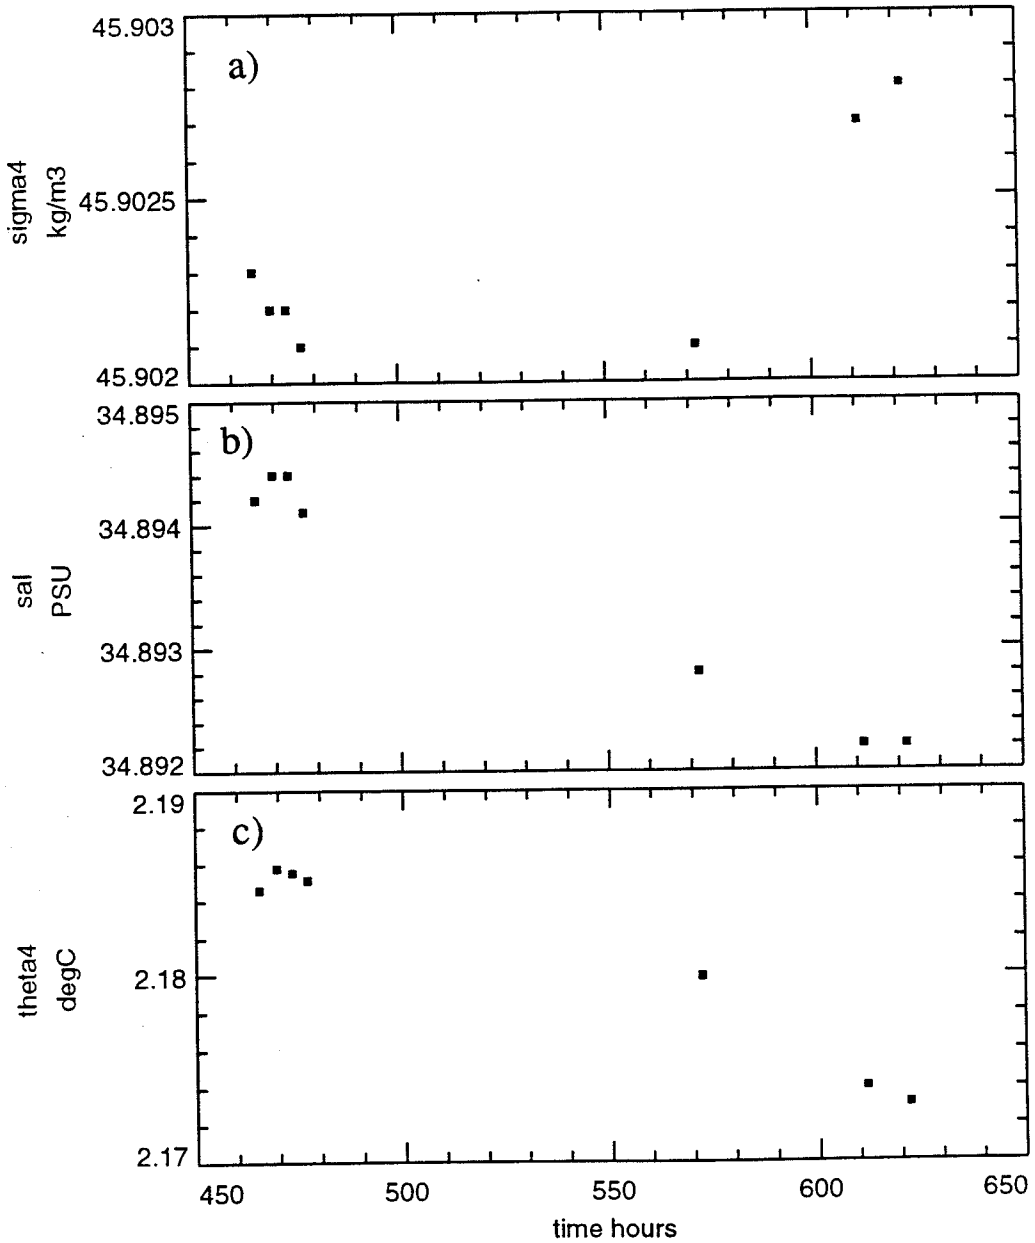 45.903
a)
sigma4
kg/m3
45.9025
45.902
34.895
b)
34.894
sal
PSU
34.893
34.892
2.19
c)
theta4
degC
2.18
2.17
450 500 550 600 650
time hours